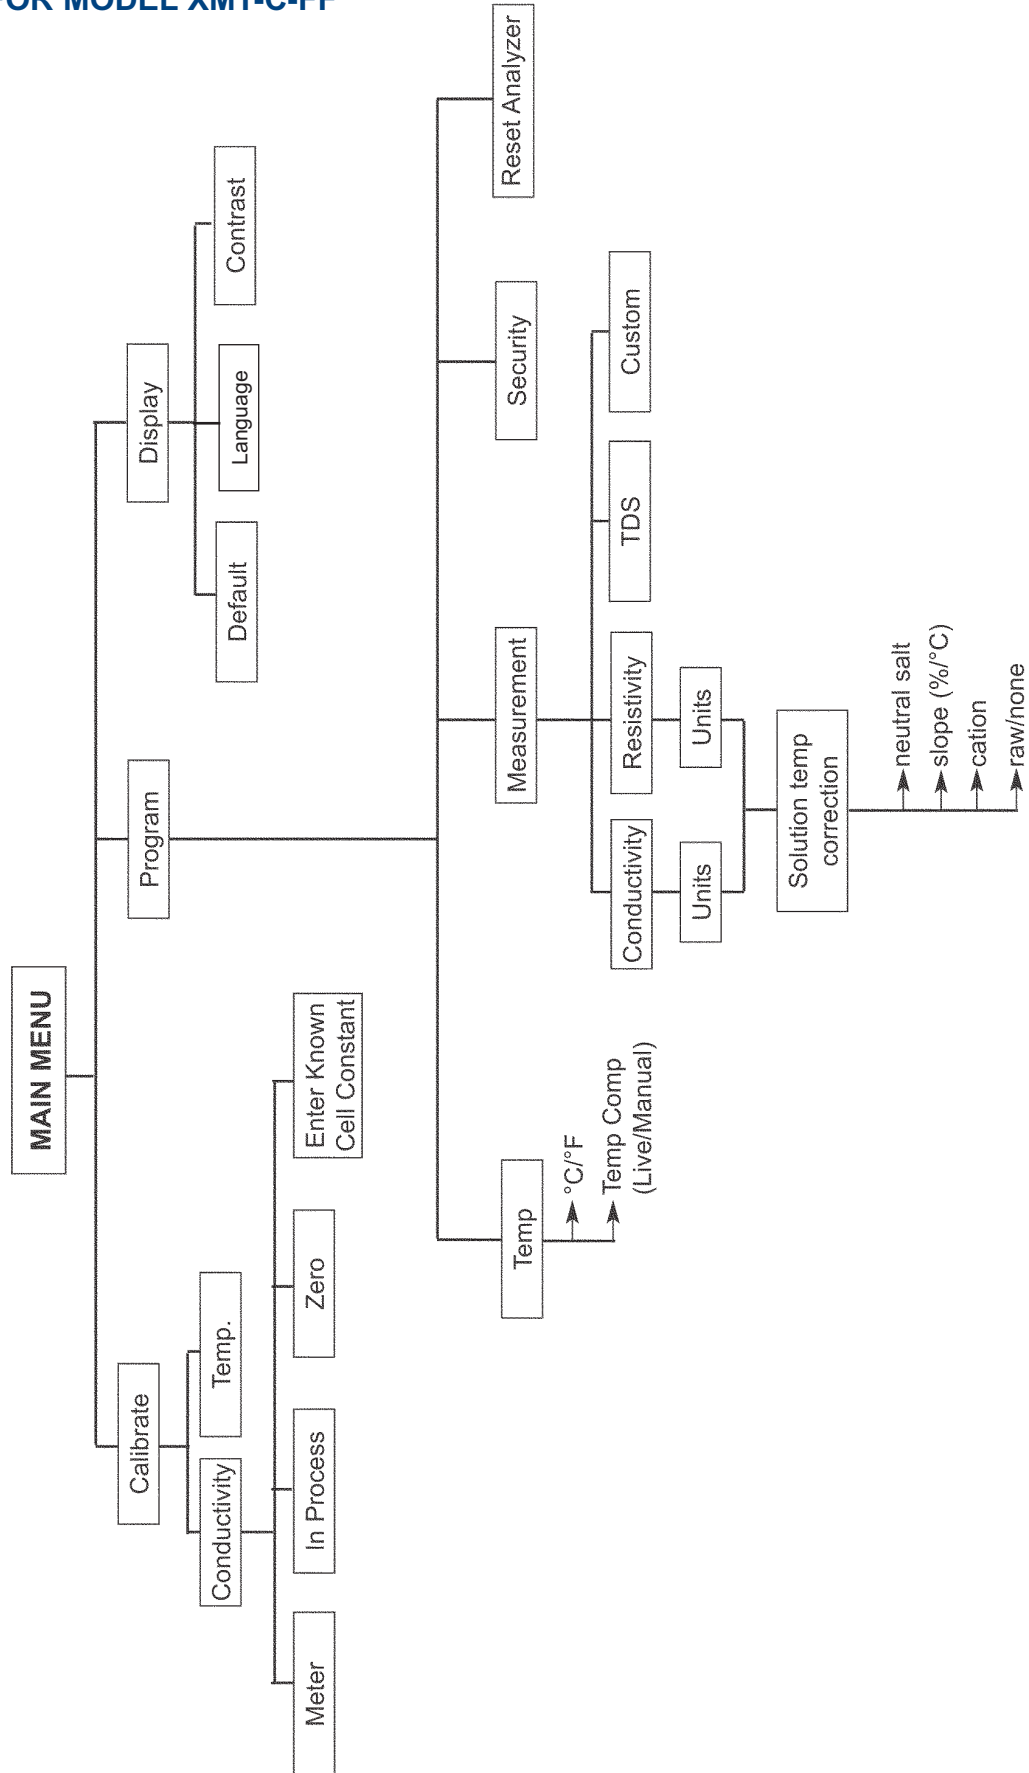 FOR MODEL XMT-C-FF
MAIN MENU
Calibrate
Program
Display
Conductivity
Temp.
Default
Language
Contrast
Meter
In Process
Zero
Enter Known
Cell Constant
Temp
Measurement
Security
Reset Analyzer
°C/°F
Temp Comp
(Live/Manual)
Conductivity
Resistivity
TDS
Custom
Units
Units
Solution temp
correction
neutral salt
slope (%/°C)
cation
raw/none